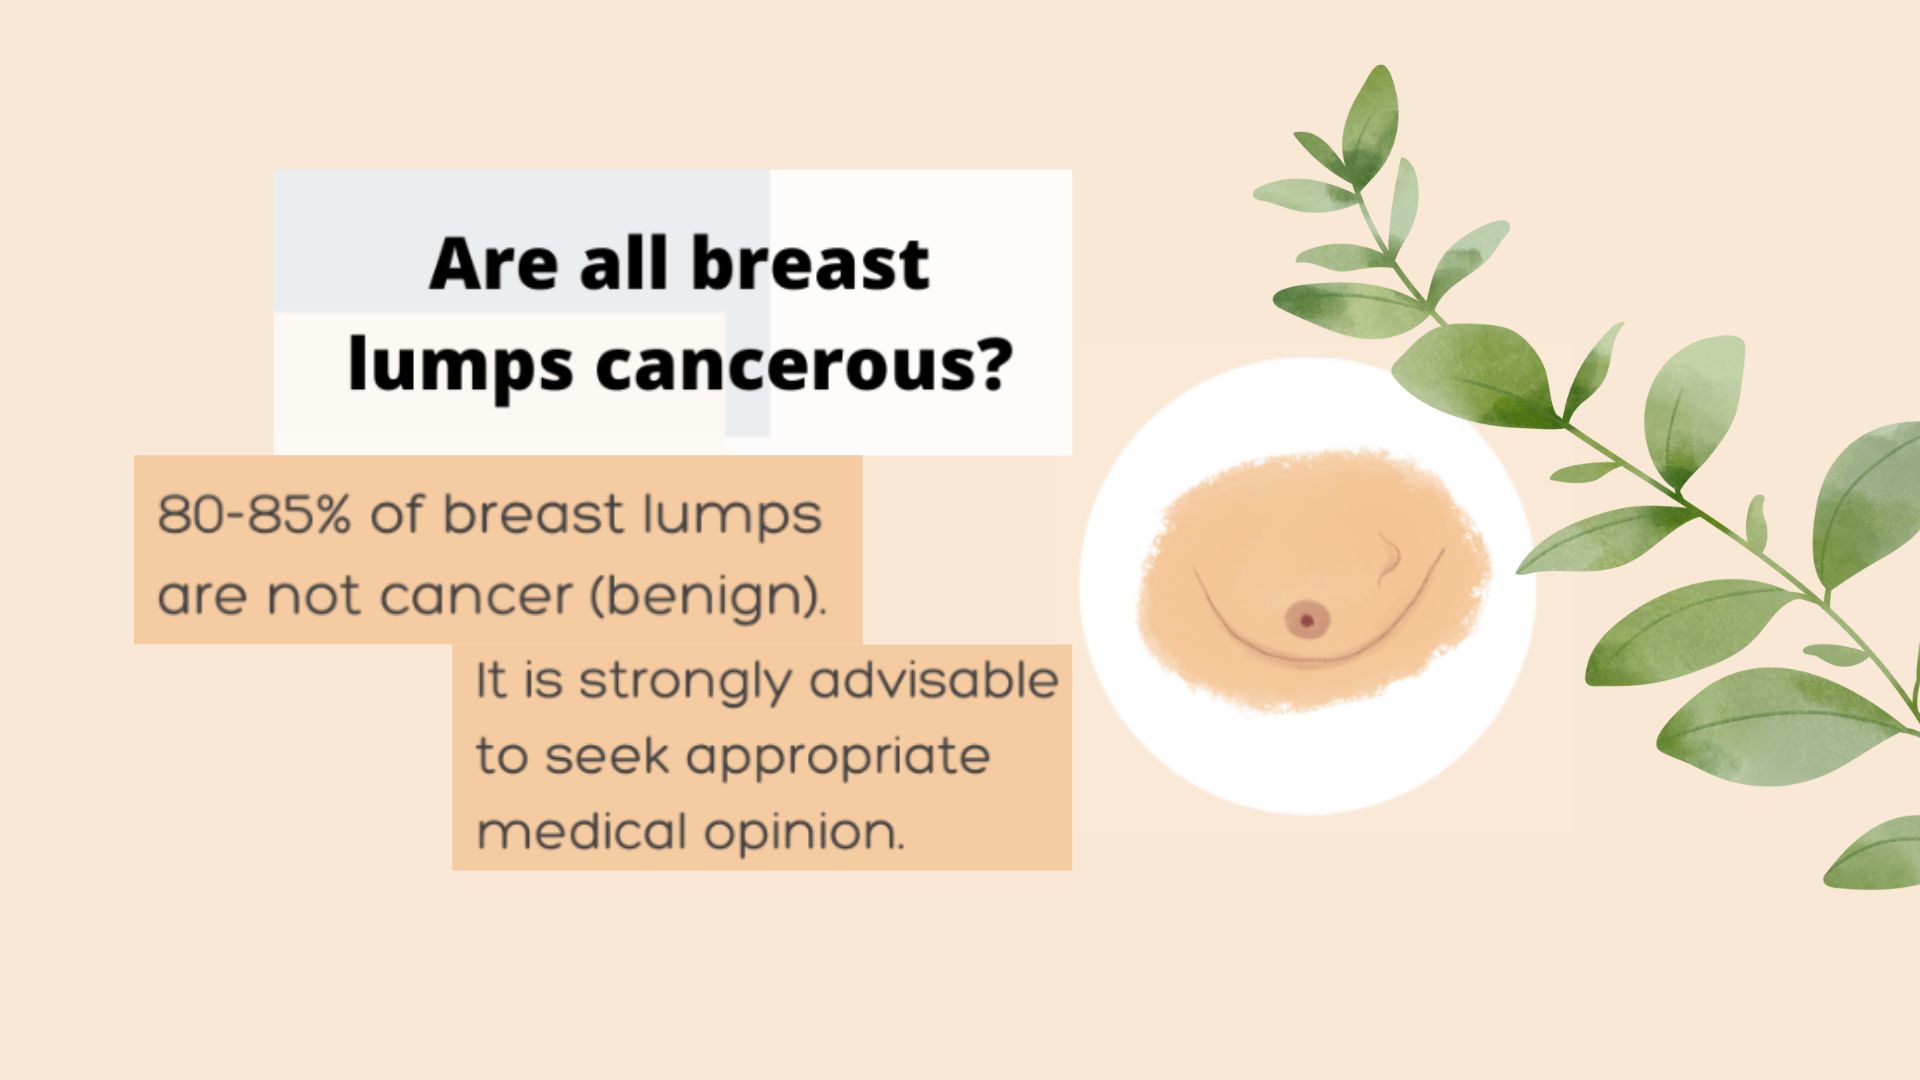 Are all breast
lumps cancerous?
80-85% of breast lumps
are not cancer (benign).
It is strongly advisable
to seek appropriate
medical opinion.